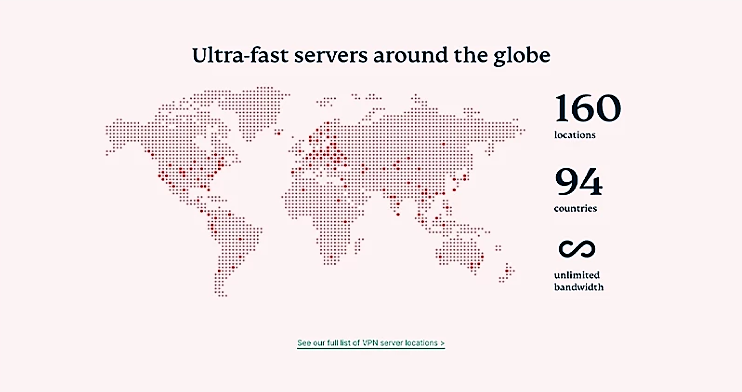 Ultra-fast servers around the globe
160
locations
94
countries
∞
unlimited
bandwidth
See our full list of VPN server locations >